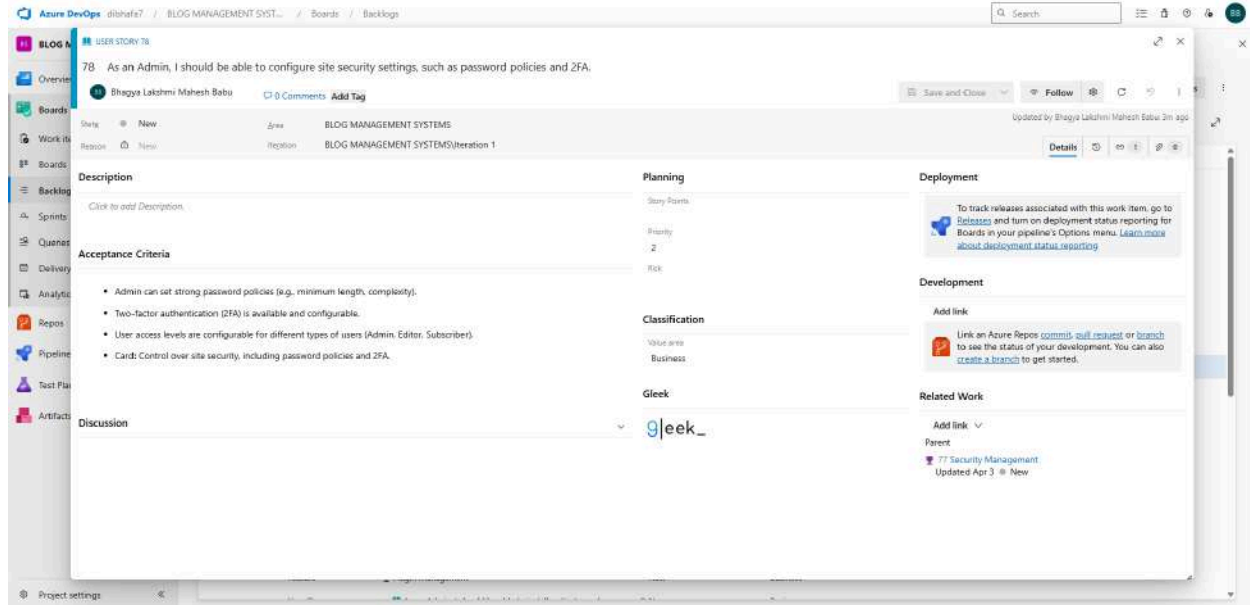 Azure DevOps dibhafe7 / BLOG MANAGEMENT SYST... / Boards / Backlogs
Search
BB
BLOG M
Overvie
Boards
Work ite
Boards
Backlog
Sprints
Queries
Delivery
Analytic
Repos
Pipeline
Test Pla
Artifacts
Project settings
USER STORY 78
78 As an Admin, I should be able to configure site security settings, such as password policies and 2FA.
Bhagya Lakshmi Mahesh Babu
0 Comments Add Tag
Save and Close
Follow
State New
Area BLOG MANAGEMENT SYSTEMS
Updated by Bhagya Lakshmi Mahesh Babu 3m ago
Reason New
Iteration BLOG MANAGEMENT SYSTEMS\Iteration 1
Details
Description
Click to add Description.
Acceptance Criteria
• Admin can set strong password policies (e.g., minimum length, complexity).
• Two-factor authentication (2FA) is available and configurable.
• User access levels are configurable for different types of users (Admin, Editor, Subscriber).
• Card: Control over site security, including password policies and 2FA.
Discussion
Planning
Story Points
Priority
2
Risk
Classification
Value area
Business
Gleek
gleek_
Deployment
To track releases associated with this work item, go to
Releases and turn on deployment status reporting for
Boards in your pipeline's Options menu. Learn more
about deployment status reporting
Development
Add link
Link an Azure Repos commit, pull request or branch
to see the status of your development. You can also
create a branch to get started.
Related Work
Add link
Parent
77 Security Management
Updated Apr 3 New